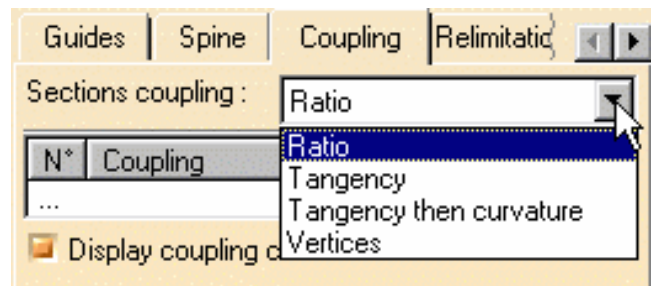 Guides Spine Coupling Relimitatio
Sections coupling : Ratio
N° Coupling
Ratio
Tangency
...
Tangency then curvature
Display coupling c
Vertices